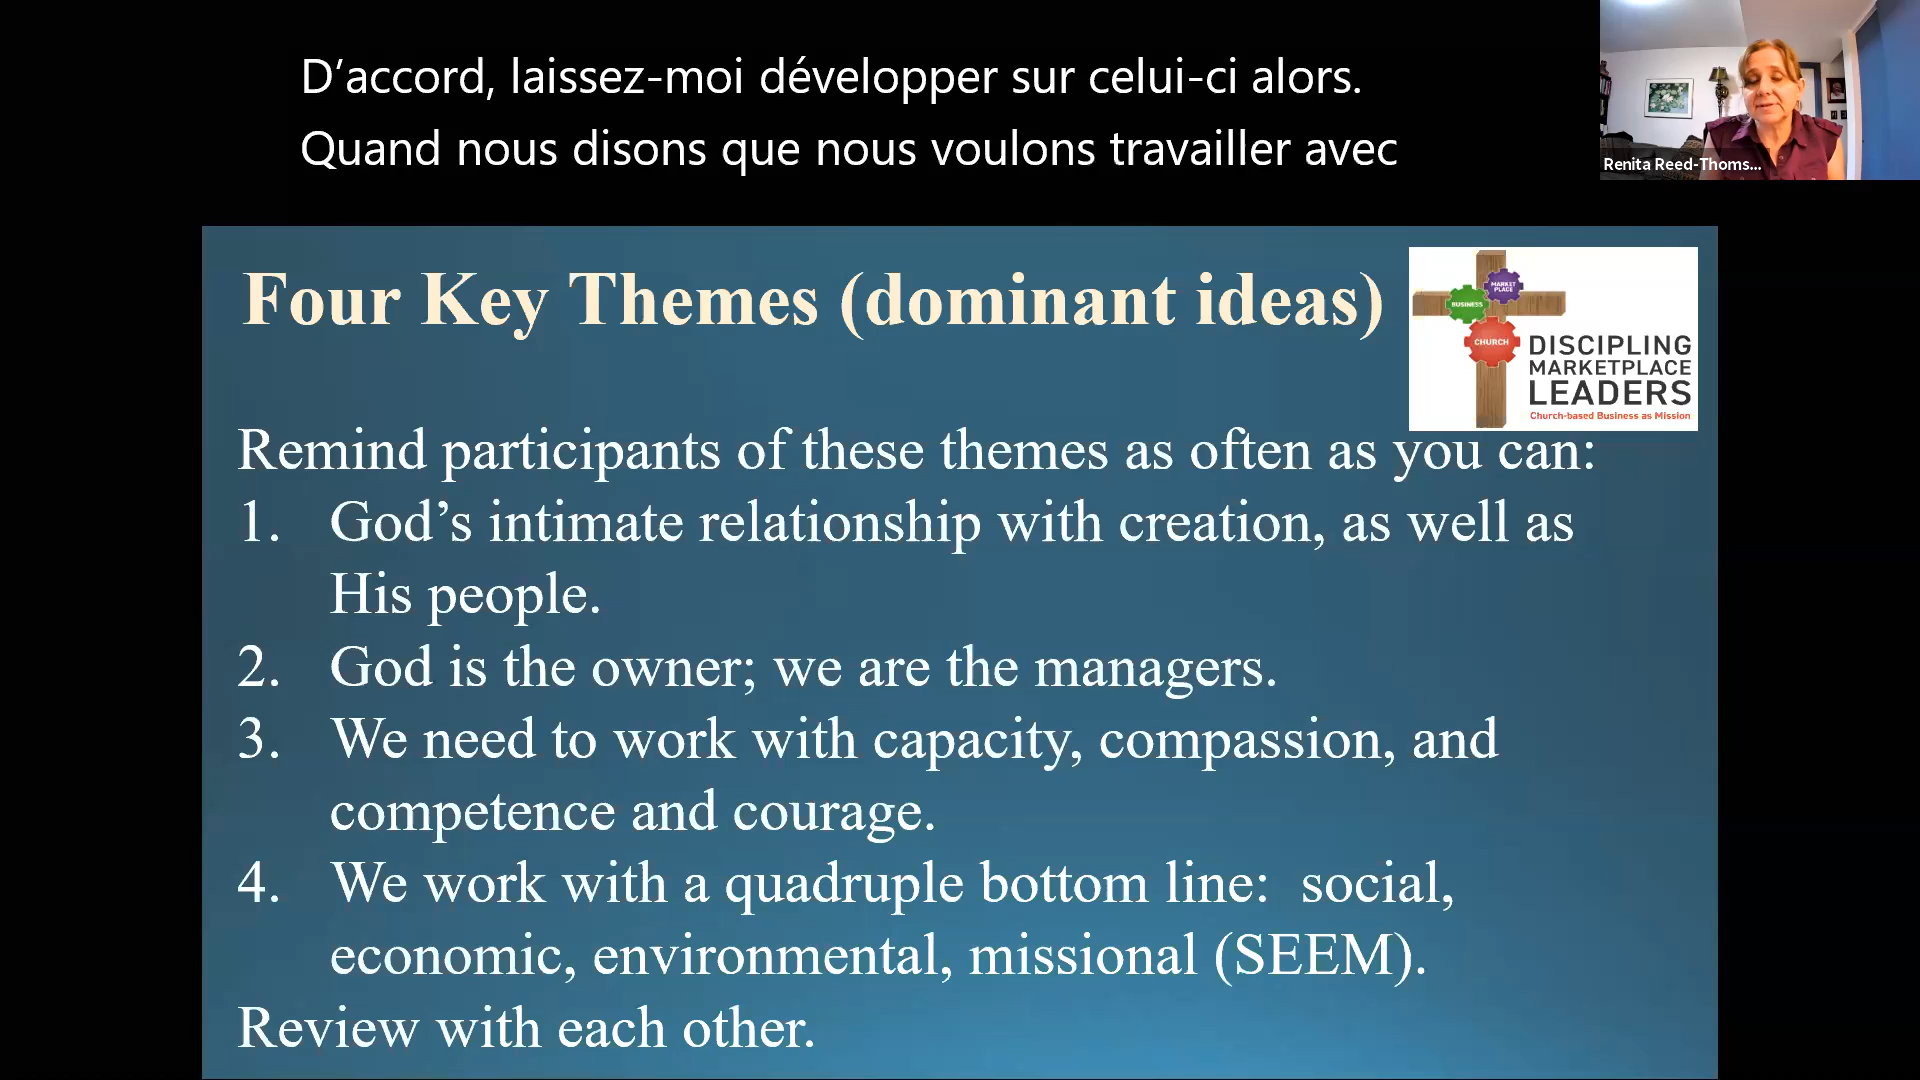 D’accord, laissez-moi développer sur celui-ci alors.
Quand nous disons que nous voulons travailler avec
Renita Reed-Thoms...
Four Key Themes (dominant ideas)
MARKET
PLACE
BUSINESS
CHURCH
DISCIPLING
MARKETPLACE
LEADERS
Church-based Business as Mission
Remind participants of these themes as often as you can:
1. God’s intimate relationship with creation, as well as
His people.
2. God is the owner; we are the managers.
3. We need to work with capacity, compassion, and
competence and courage.
4. We work with a quadruple bottom line: social,
economic, environmental, missional (SEEM).
Review with each other.